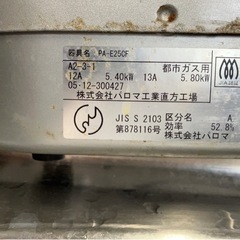 器具名: PA-E25CF
A2-3-1 都市ガス用
12A 5.40kW 13A 5.80kW
05·12-300427
株式会社パロマ工業直方工場
JIS S 2103 区分名 A
第878116号 効率 52.8%
株式会社パロマ